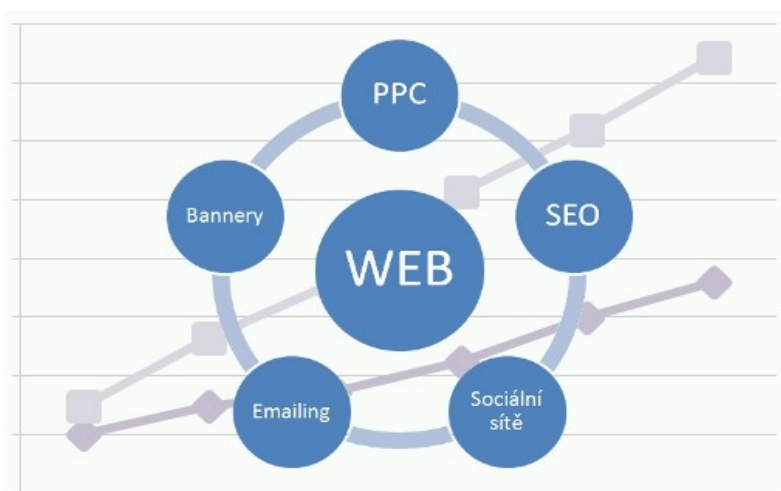 PPC
Bannery
SEO
WEB
Emailing
Sociální
sítě